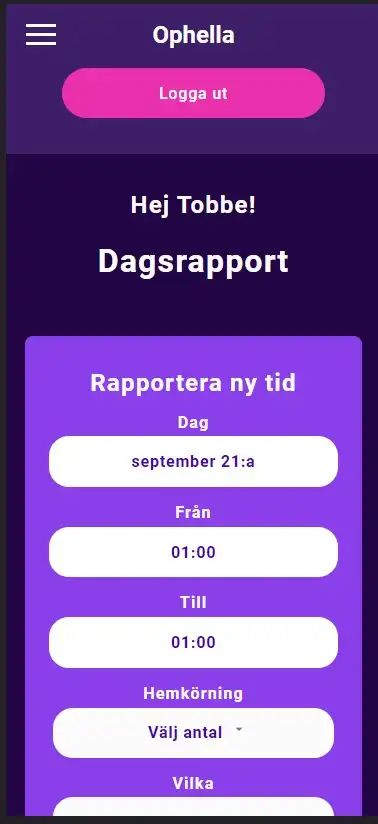 Ophella
Logga ut
Hej Tobbe!
Dagsrapport
Rapportera ny tid
Dag
september 21:a
Från
01:00
Till
01:00
Hemkörning
Välj antal
Vilka